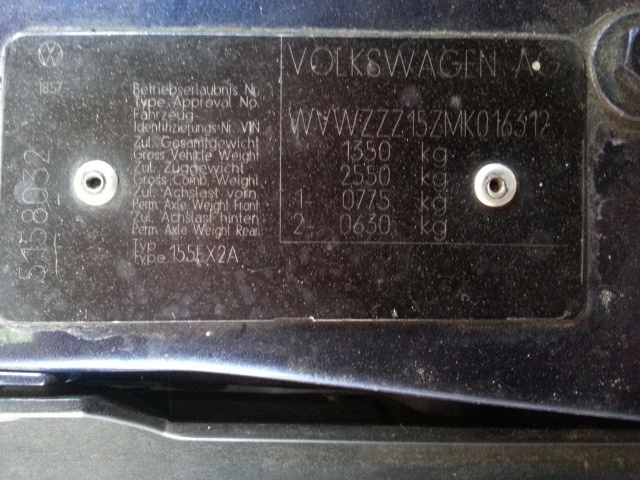 VOLKSWAGEN AG
1857
Betriebserlaubnis Nr.
Type Approval No.
Fahrzeug-
Identifizierungs-Nr. VIN
WVWZZZ15ZMK016312
Zul. Gesamtgewicht
Gross Vehicle Weight
1350 kg
Zul. Zuggewicht
Gross Comb. Weight
2550 kg
Zul. Achslast vorn
Perm. Axle Weight Front
1- 0775 kg
Zul. Achslast hinten
Perm. Axle Weight Rear
2- 0630 kg
Typ
Type 155EX2A
5158032